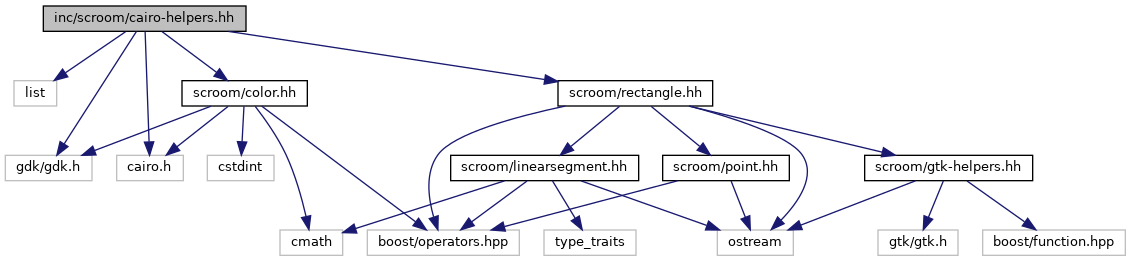 inc/scroom/cairo-helpers.hh
list
scroom/color.hh
scroom/rectangle.hh
gdk/gdk.h
cairo.h
cstdint
scroom/linearsegment.hh
scroom/point.hh
scroom/gtk-helpers.hh
cmath
boost/operators.hpp
type_traits
ostream
gtk/gtk.h
boost/function.hpp